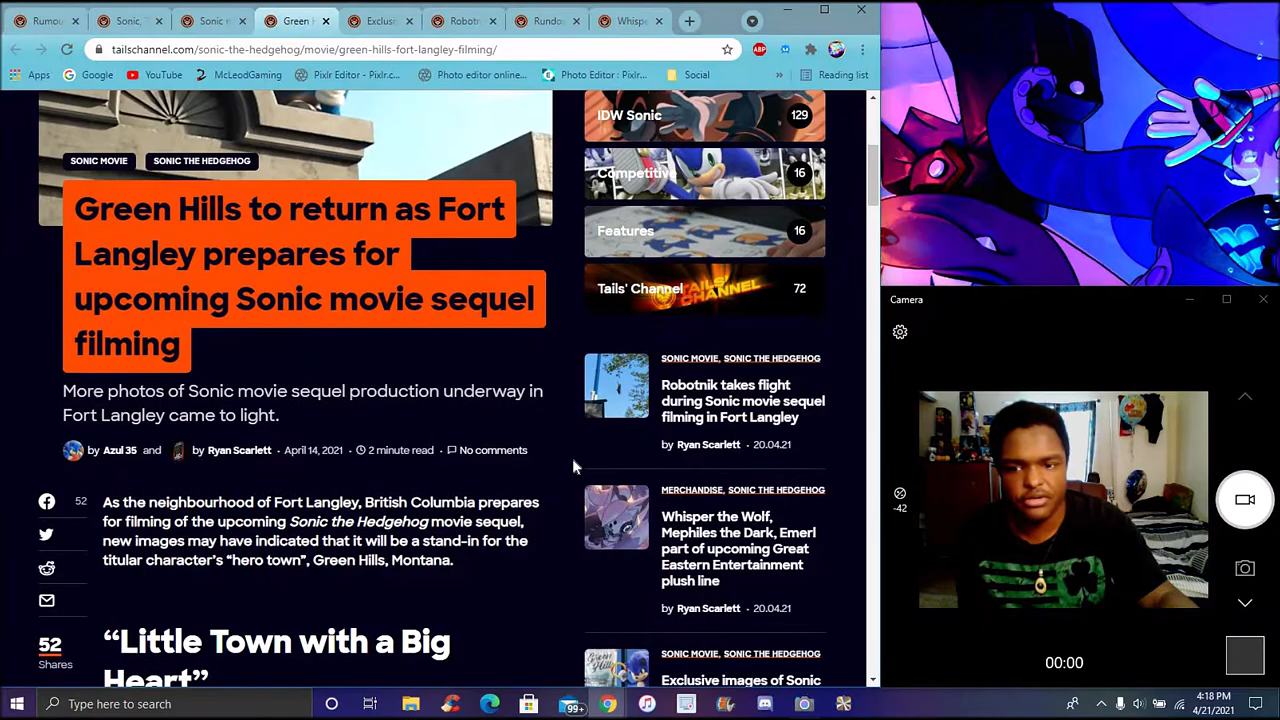 Rumou
Sonic, T
Sonic m
Green H
Exclusiv
Robotn
Rundo
Whispe
tailschannel.com/sonic-the-hedgehog/movie/green-hills-fort-langley-filming/
ABP
Apps
Google
YouTube
McLeodGaming
Pixlr Editor - Pixlr.c...
Photo editor online...
Photo Editor : Pixlr...
Social
»
Reading list
SONIC MOVIE
SONIC THE HEDGEHOG
Green Hills to return as Fort
Langley prepares for
upcoming Sonic movie sequel
filming
More photos of Sonic movie sequel production underway in
Fort Langley came to light.
by Azul 35 and by Ryan Scarlett · April 14, 2021 2 minute read · No comments
52
As the neighbourhood of Fort Langley, British Columbia prepares
for filming of the upcoming Sonic the Hedgehog movie sequel,
new images may have indicated that it will be a stand-in for the
titular character's “hero town”, Green Hills, Montana.
52
Shares
“Little Town with a Big
Heart”
IDW Sonic 129
Competitive 16
Features 16
Tails' Channel 72
TAILS' CHANNEL
SONIC MOVIE, SONIC THE HEDGEHOG
Robotnik takes flight
during Sonic movie sequel
filming in Fort Langley
by Ryan Scarlett · 20.04.21
MERCHANDISE, SONIC THE HEDGEHOG
Whisper the Wolf,
Mephiles the Dark, Emerl
part of upcoming Great
Eastern Entertainment
plush line
by Ryan Scarlett · 20.04.21
SONIC MOVIE, SONIC THE HEDGEHOG
Exclusive images of Sonic
Green Hills
Camera
-42
00:00
Type here to search
99+
4:18 PM
4/21/2021